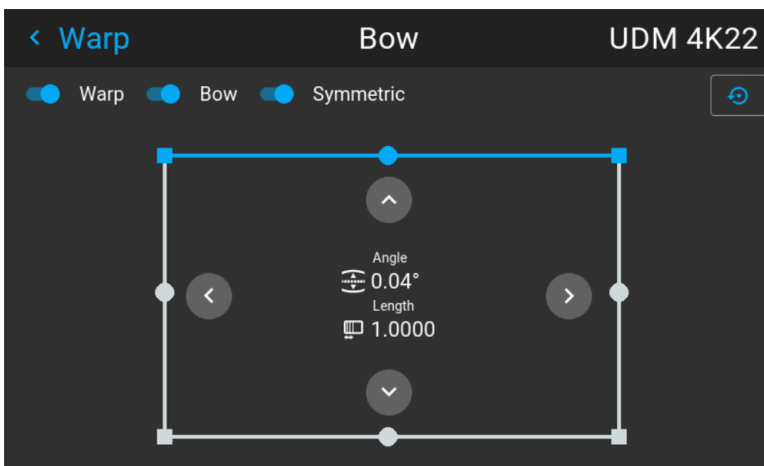 Warp Bow UDM 4K22
Warp Bow Symmetric
Angle
0.04°
Length
1.0000